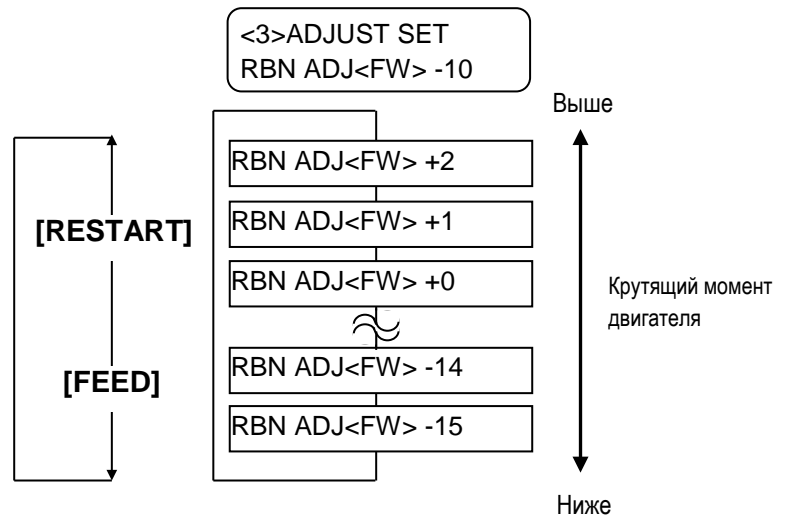 <3>ADJUST SET
RBN ADJ<FW> -10
Выше
RBN ADJ<FW> +2
RBN ADJ<FW> +1
[RESTART]
RBN ADJ<FW> +0
Крутящий момент
двигателя
RBN ADJ<FW> -14
[FEED]
RBN ADJ<FW> -15
Ниже